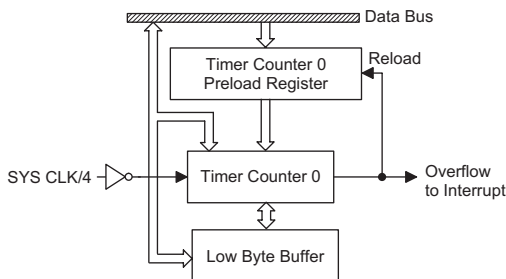 Data Bus
Timer Counter 0
Preload Register
Reload
SYS CLK/4
Timer Counter 0
Overflow
to Interrupt
Low Byte Buffer